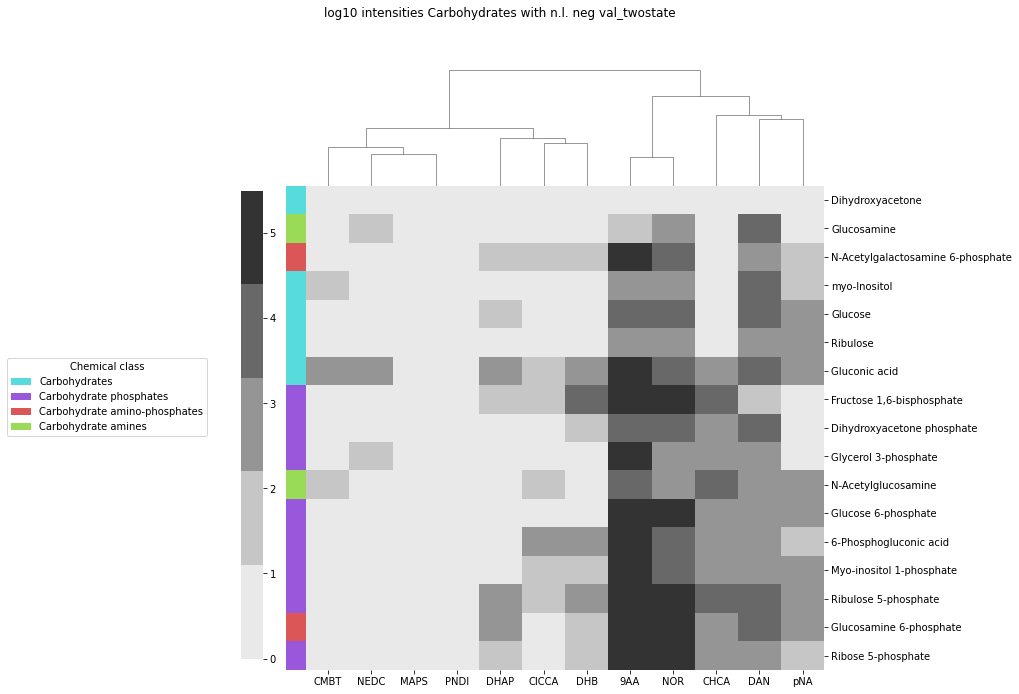 log10 intensities Carbohydrates with n.l. neg val_twostate
Chemical class
Carbohydrates
Carbohydrate phosphates
Carbohydrate amino-phosphates
Carbohydrate amines
5
4
3
2
1
0
Dihydroxyacetone
Glucosamine
N-Acetylgalactosamine 6-phosphate
myo-Inositol
Glucose
Ribulose
Gluconic acid
Fructose 1,6-bisphosphate
Dihydroxyacetone phosphate
Glycerol 3-phosphate
N-Acetylglucosamine
Glucose 6-phosphate
6-Phosphogluconic acid
Myo-inositol 1-phosphate
Ribulose 5-phosphate
Glucosamine 6-phosphate
Ribose 5-phosphate
CMBT NEDC MAPS PNDI DHAP ClCCA DHB 9AA NOR CHCA DAN pNA